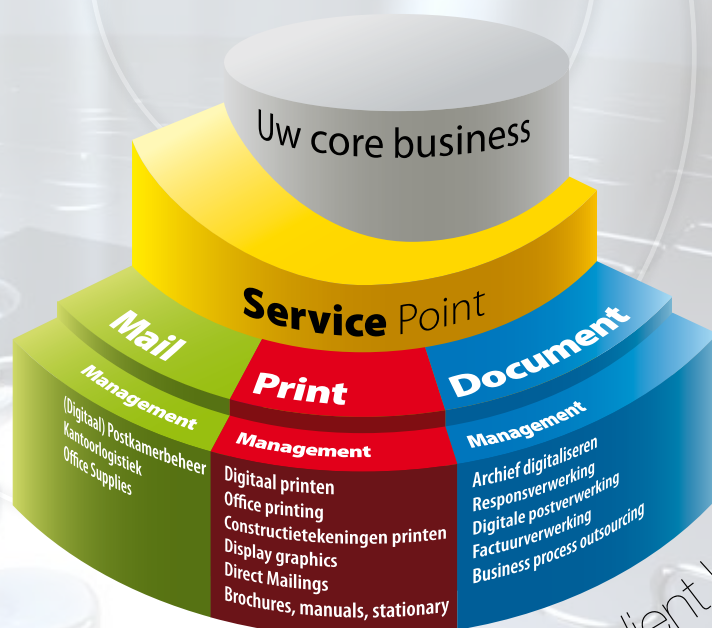 Uw core business
Service Point
Mail
Management
(Digitaal) Postkamerbeheer
Kantoorlogistiek
Office Supplies
Print
Management
Digitaal printen
Office printing
Constructietekeningen printen
Display graphics
Direct Mailings
Brochures, manuals, stationary
Document
Management
Archief digitaliseren
Responsverwerking
Digitale postverwerking
Factuurverwerking
Business process outsourcing